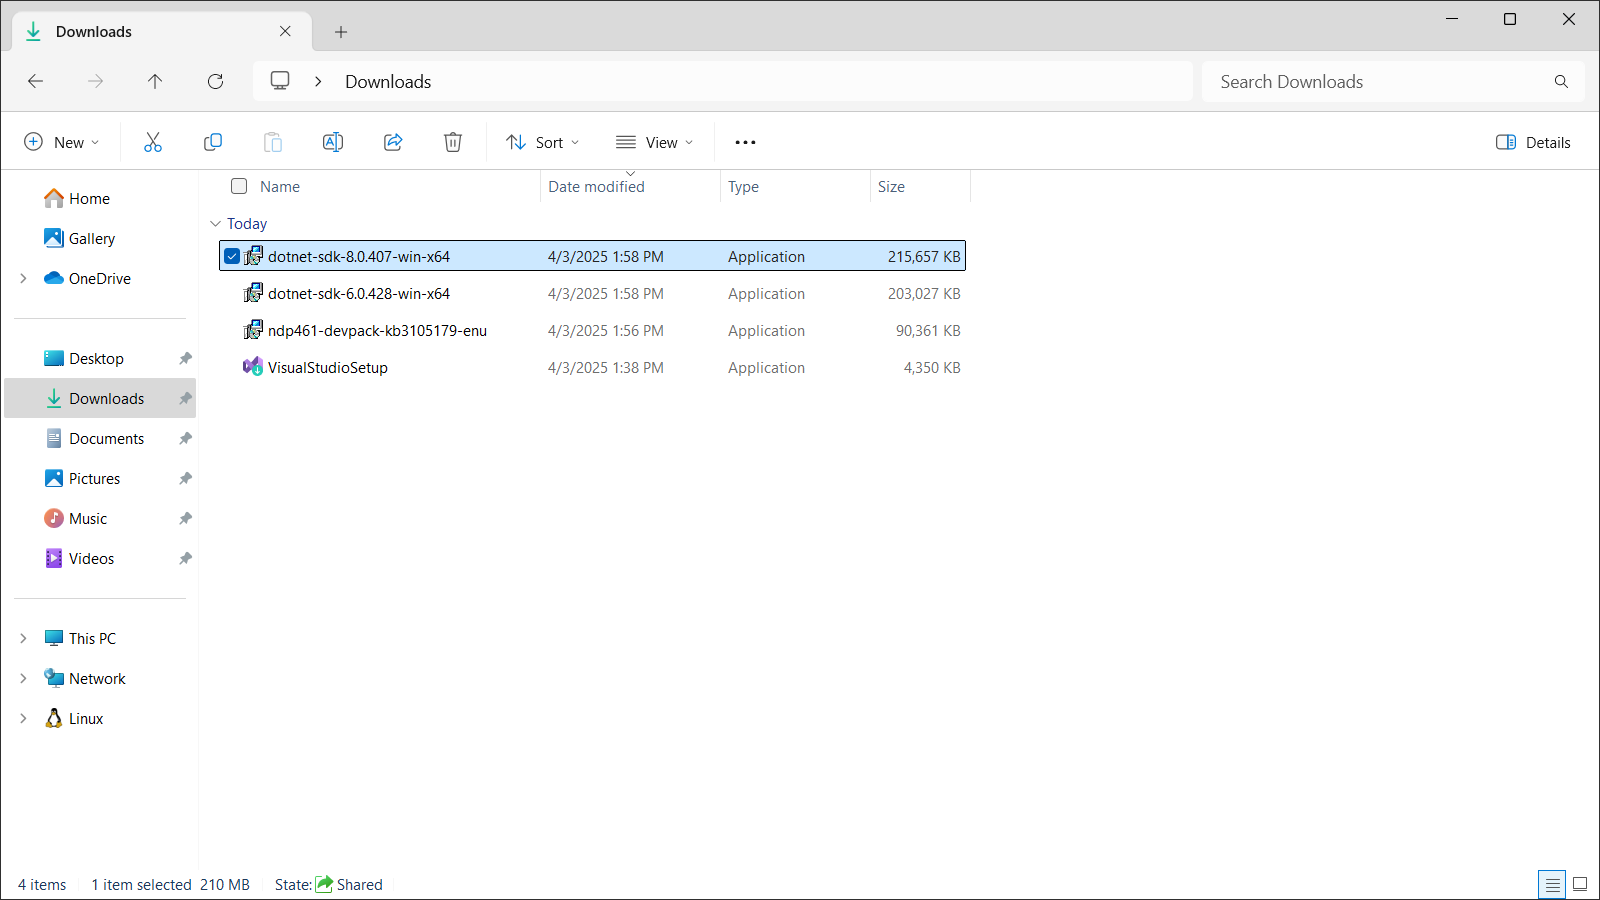 Downloads
Downloads
Search Downloads
New
Sort
View
Details
Home
Gallery
OneDrive
Desktop
Downloads
Documents
Pictures
Music
Videos
This PC
Network
Linux
Name Date modified Type Size
Today
dotnet-sdk-8.0.407-win-x64 4/3/2025 1:58 PM Application 215,657 KB
dotnet-sdk-6.0.428-win-x64 4/3/2025 1:58 PM Application 203,027 KB
ndp461-devpack-kb3105179-enu 4/3/2025 1:56 PM Application 90,361 KB
VisualStudioSetup 4/3/2025 1:38 PM Application 4,350 KB
4 items 1 item selected 210 MB State: Shared